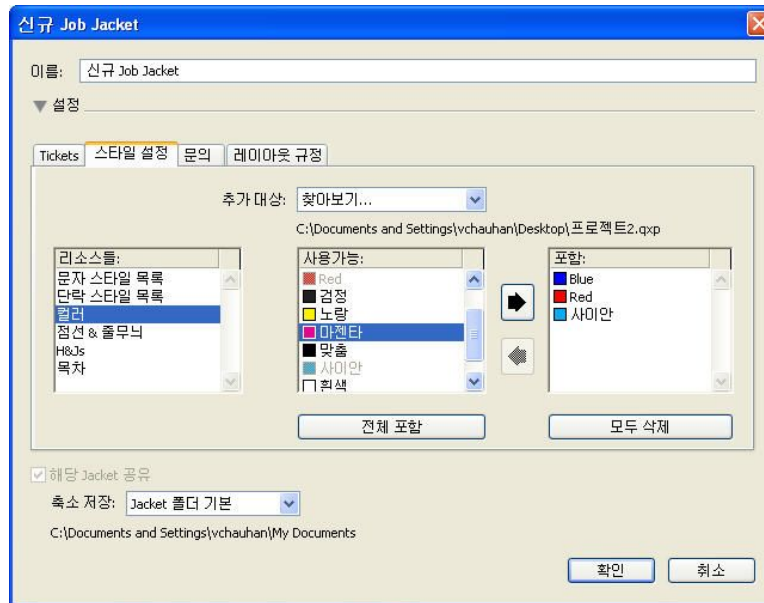 신규 Job Jacket
이름: 신규 Job Jacket
설정
Tickets 스타일 설정 문의 레이아웃 규정
추가 대상: 찾아보기...
C:\Documents and Settings\vchauhan\Desktop\프로젝트2.qxp
리소스들: 사용가능: 포함:
문자 스타일 목록 Red Blue
단락 스타일 목록 검정 Red
컬러 노랑 사이안
점선 & 줄무늬 마젠타
H&Js 맞춤
목차 사이안
흰색
전체 포함 모두 삭제
해당 Jacket 공유
축소 저장: Jacket 폴더 기본
C:\Documents and Settings\vchauhan\My Documents
확인 취소